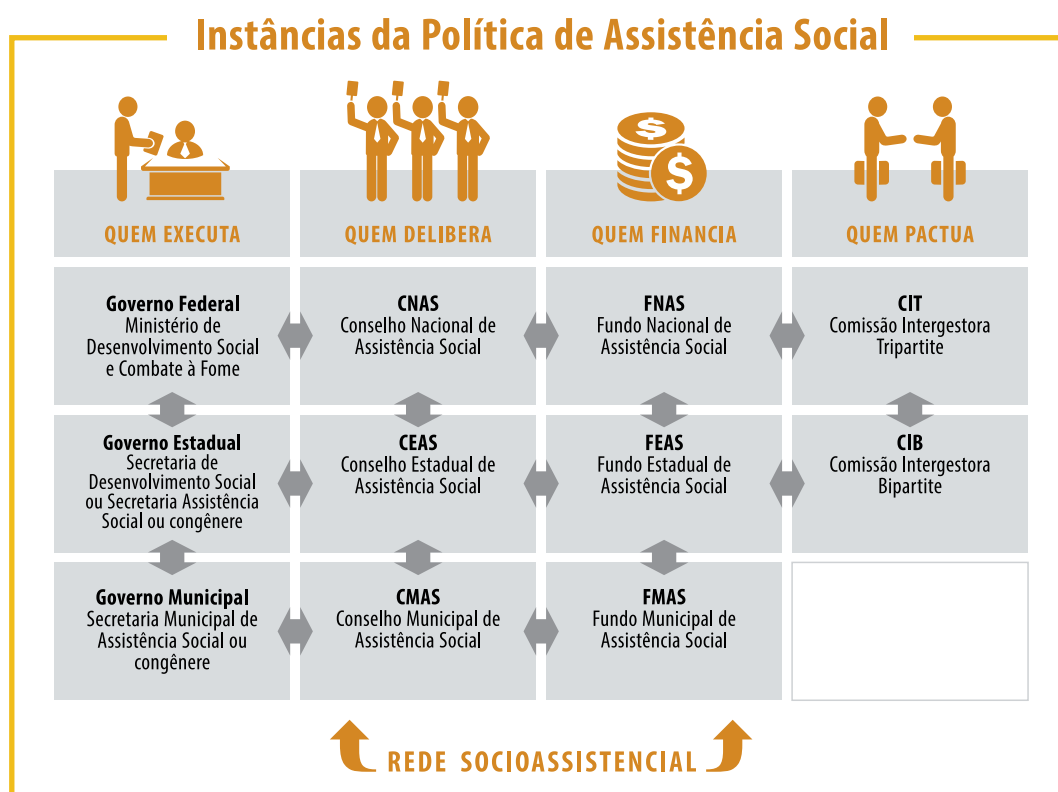 Instâncias da Política de Assistência Social
QUEM EXECUTA
QUEM DELIBERA
QUEM FINANCIA
QUEM PACTUA
Governo Federal
Ministério de
Desenvolvimento Social
e Combate à Fome
CNAS
Conselho Nacional de
Assistência Social
FNAS
Fundo Nacional de
Assistência Social
CIT
Comissão Intergestora
Tripartite
Governo Estadual
Secretaria de
Desenvolvimento Social
ou Secretaria Assistência
Social ou congênere
CEAS
Conselho Estadual de
Assistência Social
FEAS
Fundo Estadual de
Assistência Social
CIB
Comissão Intergestora
Bipartite
Governo Municipal
Secretaria Municipal de
Assistência Social ou
congênere
CMAS
Conselho Municipal de
Assistência Social
FMAS
Fundo Municipal de
Assistência Social
REDE SOCIOASSISTENCIAL